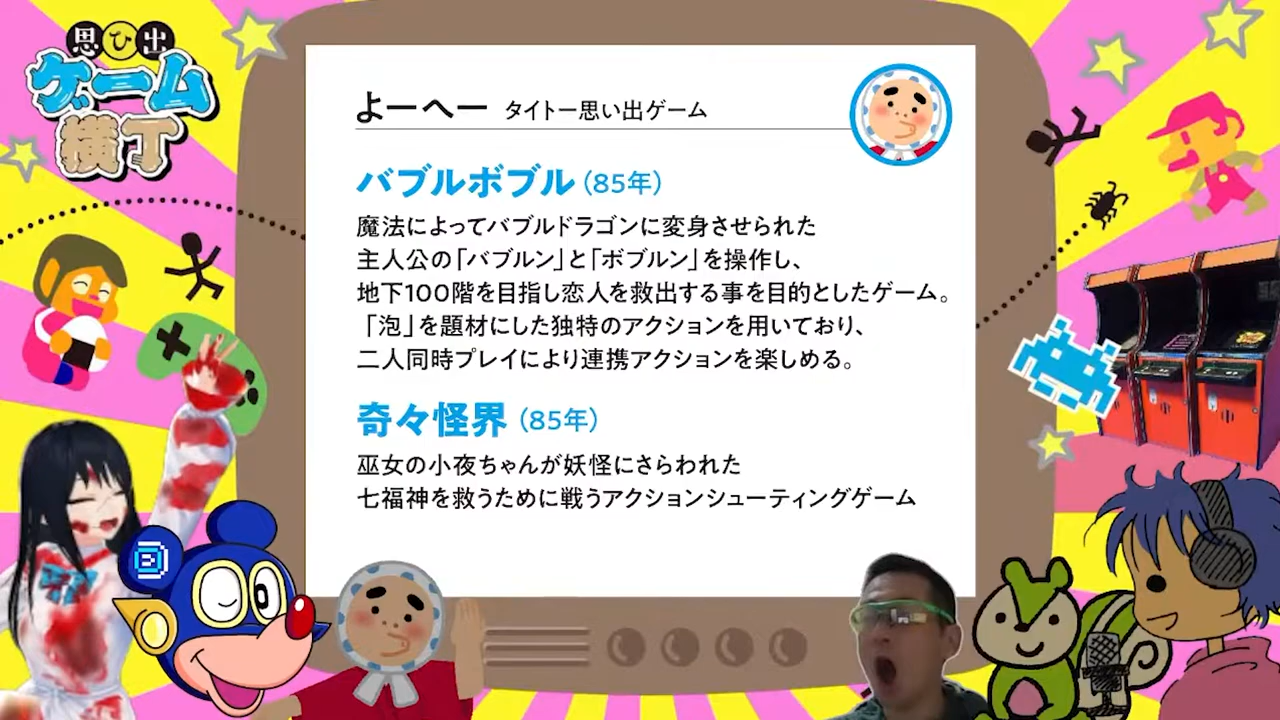 思ひ出
ゲーム
横丁
よーへー タイトー思い出ゲーム
バブルボブル（85年）
魔法によってバブルドラゴンに変身させられた
主人公の「バブルン」と「ボブルン」を操作し、
地下100階を目指し恋人を救出する事を目的としたゲーム。
「泡」を題材にした独特のアクションを用いており、
二人同時プレイにより連携アクションを楽しめる。
奇々怪界（85年）
巫女の小夜ちゃんが妖怪にさらわれた
七福神を救うために戦うアクションシューティングゲーム